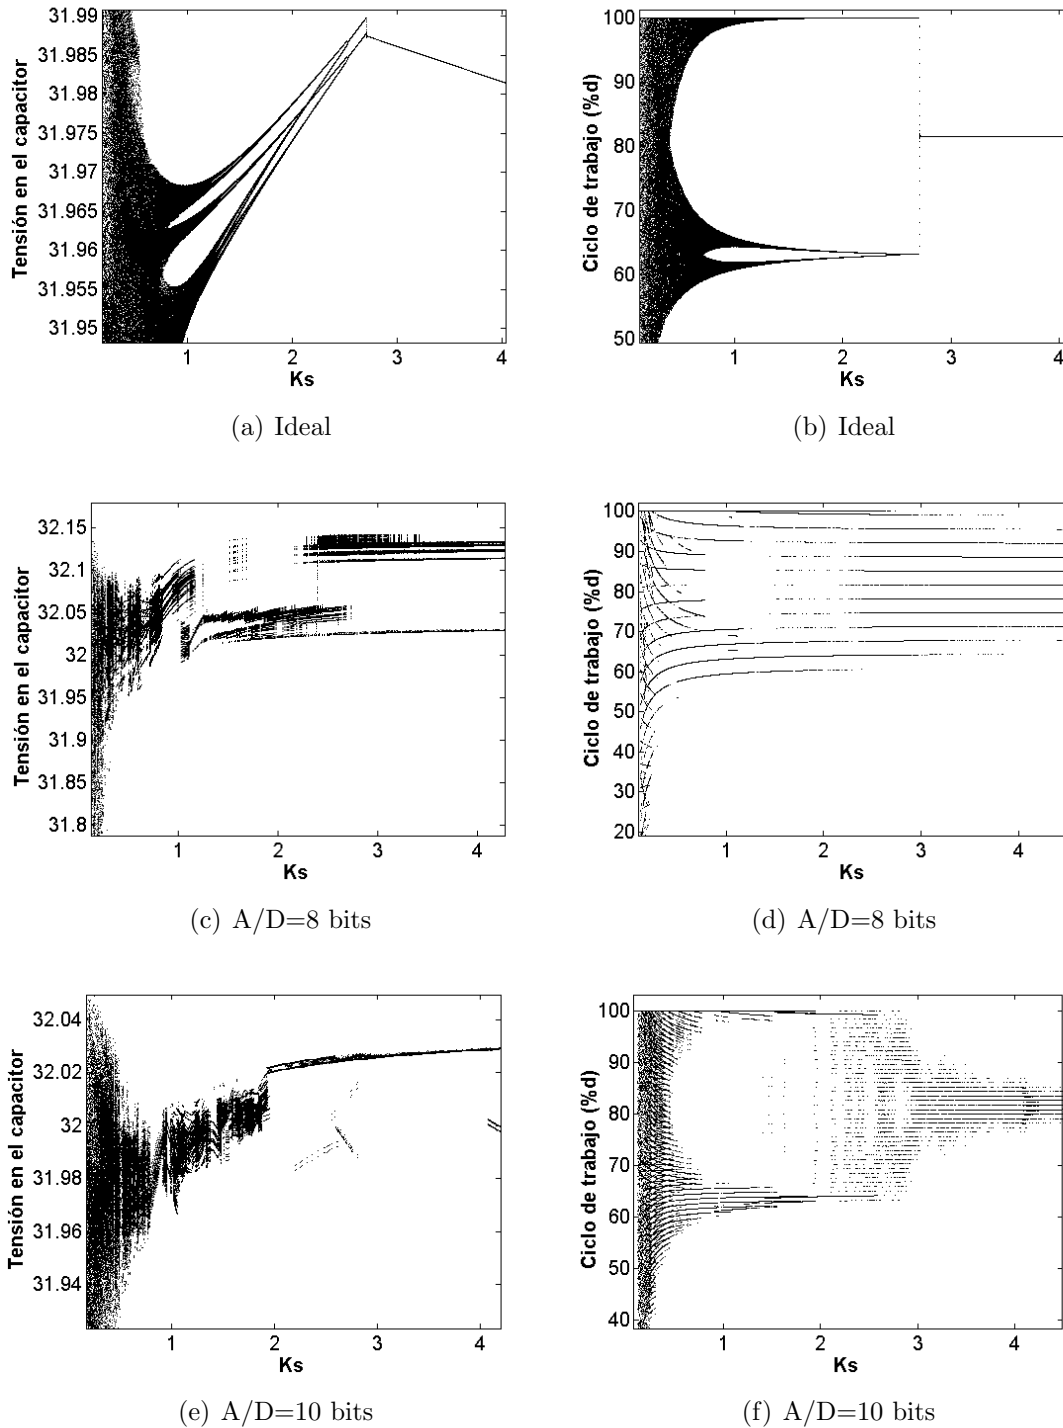 31.99
31.985
31.98
31.975
31.97
31.965
31.96
31.955
31.95
Tensión en el capacitor
1 2 3 4
Ks
(a) Ideal
100
90
80
70
60
50
Ciclo de trabajo (%d)
1 2 3 4
Ks
(b) Ideal
32.15
32.1
32.05
32
31.95
31.9
31.85
31.8
Tensión en el capacitor
1 2 3 4
Ks
(c) A/D=8 bits
100
90
80
70
60
50
40
30
20
Ciclo de trabajo (%d)
1 2 3 4
Ks
(d) A/D=8 bits
32.04
32.02
32
31.98
31.96
31.94
Tensión en el capacitor
1 2 3 4
Ks
(e) A/D=10 bits
100
90
80
70
60
50
40
Ciclo de trabajo (%d)
1 2 3 4
Ks
(f) A/D=10 bits